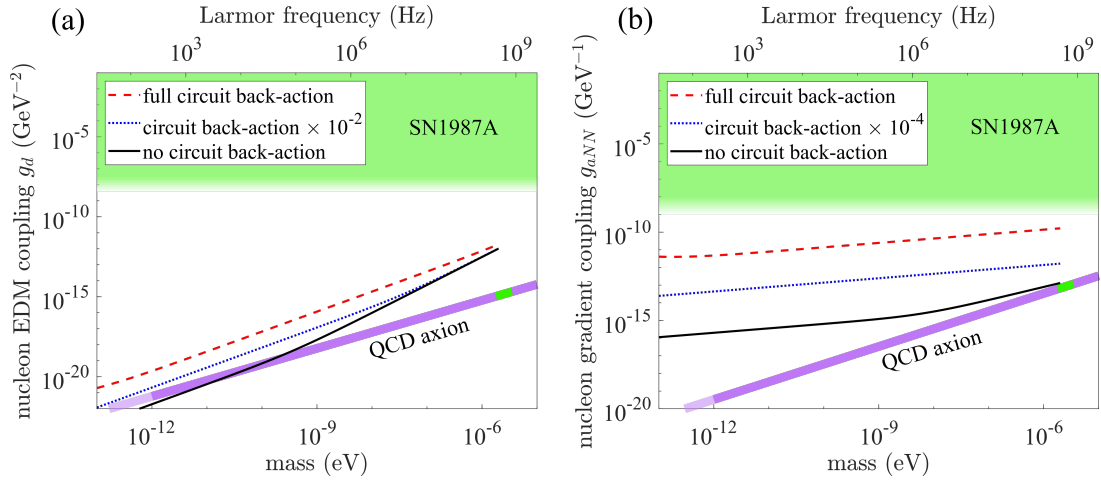 (a)
Larmor frequency (Hz)
10^3 10^6 10^9
full circuit back-action
circuit back-action × 10^-2
no circuit back-action
SN1987A
nucleon EDM coupling g_d (GeV^-2)
10^-5
10^-10
10^-15
10^-20
QCD axion
10^-12 10^-9 10^-6
mass (eV)
(b)
Larmor frequency (Hz)
10^3 10^6 10^9
full circuit back-action
circuit back-action × 10^-4
no circuit back-action
SN1987A
nucleon gradient coupling g_aNN (GeV^-1)
10^-5
10^-10
10^-15
10^-20
QCD axion
10^-12 10^-9 10^-6
mass (eV)